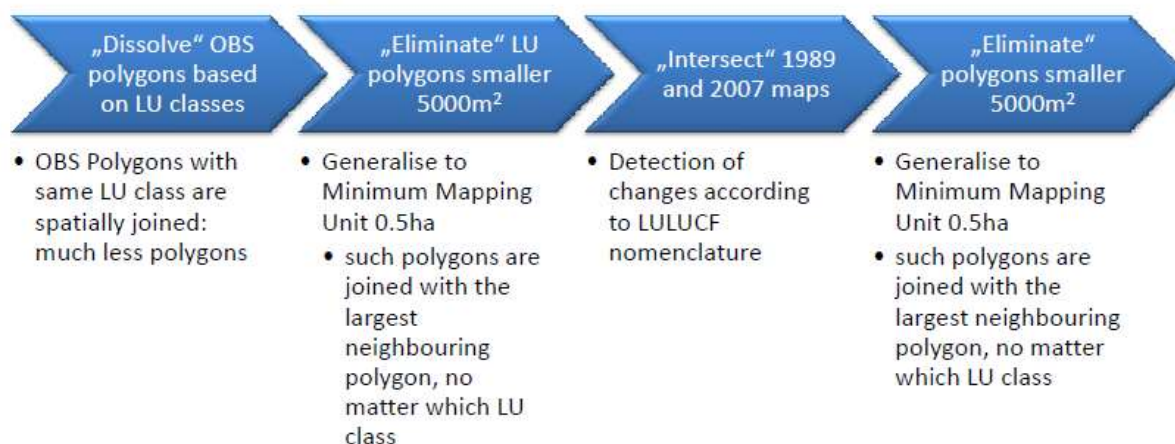 „Dissolve“ OBS
polygons based
on LU classes
„Eliminate“ LU
polygons smaller
5000m²
„Intersect“ 1989
and 2007 maps
„Eliminate“
polygons smaller
5000m²
• OBS Polygons with
same LU class are
spatially joined:
much less polygons
• Generalise to
Minimum Mapping
Unit 0.5ha
• such polygons are
joined with the
largest
neighbouring
polygon, no
matter which LU
class
• Detection of
changes according
to LULUCF
nomenclature
• Generalise to
Minimum Mapping
Unit 0.5ha
• such polygons are
joined with the
largest neighbouring
polygon, no matter
which LU class